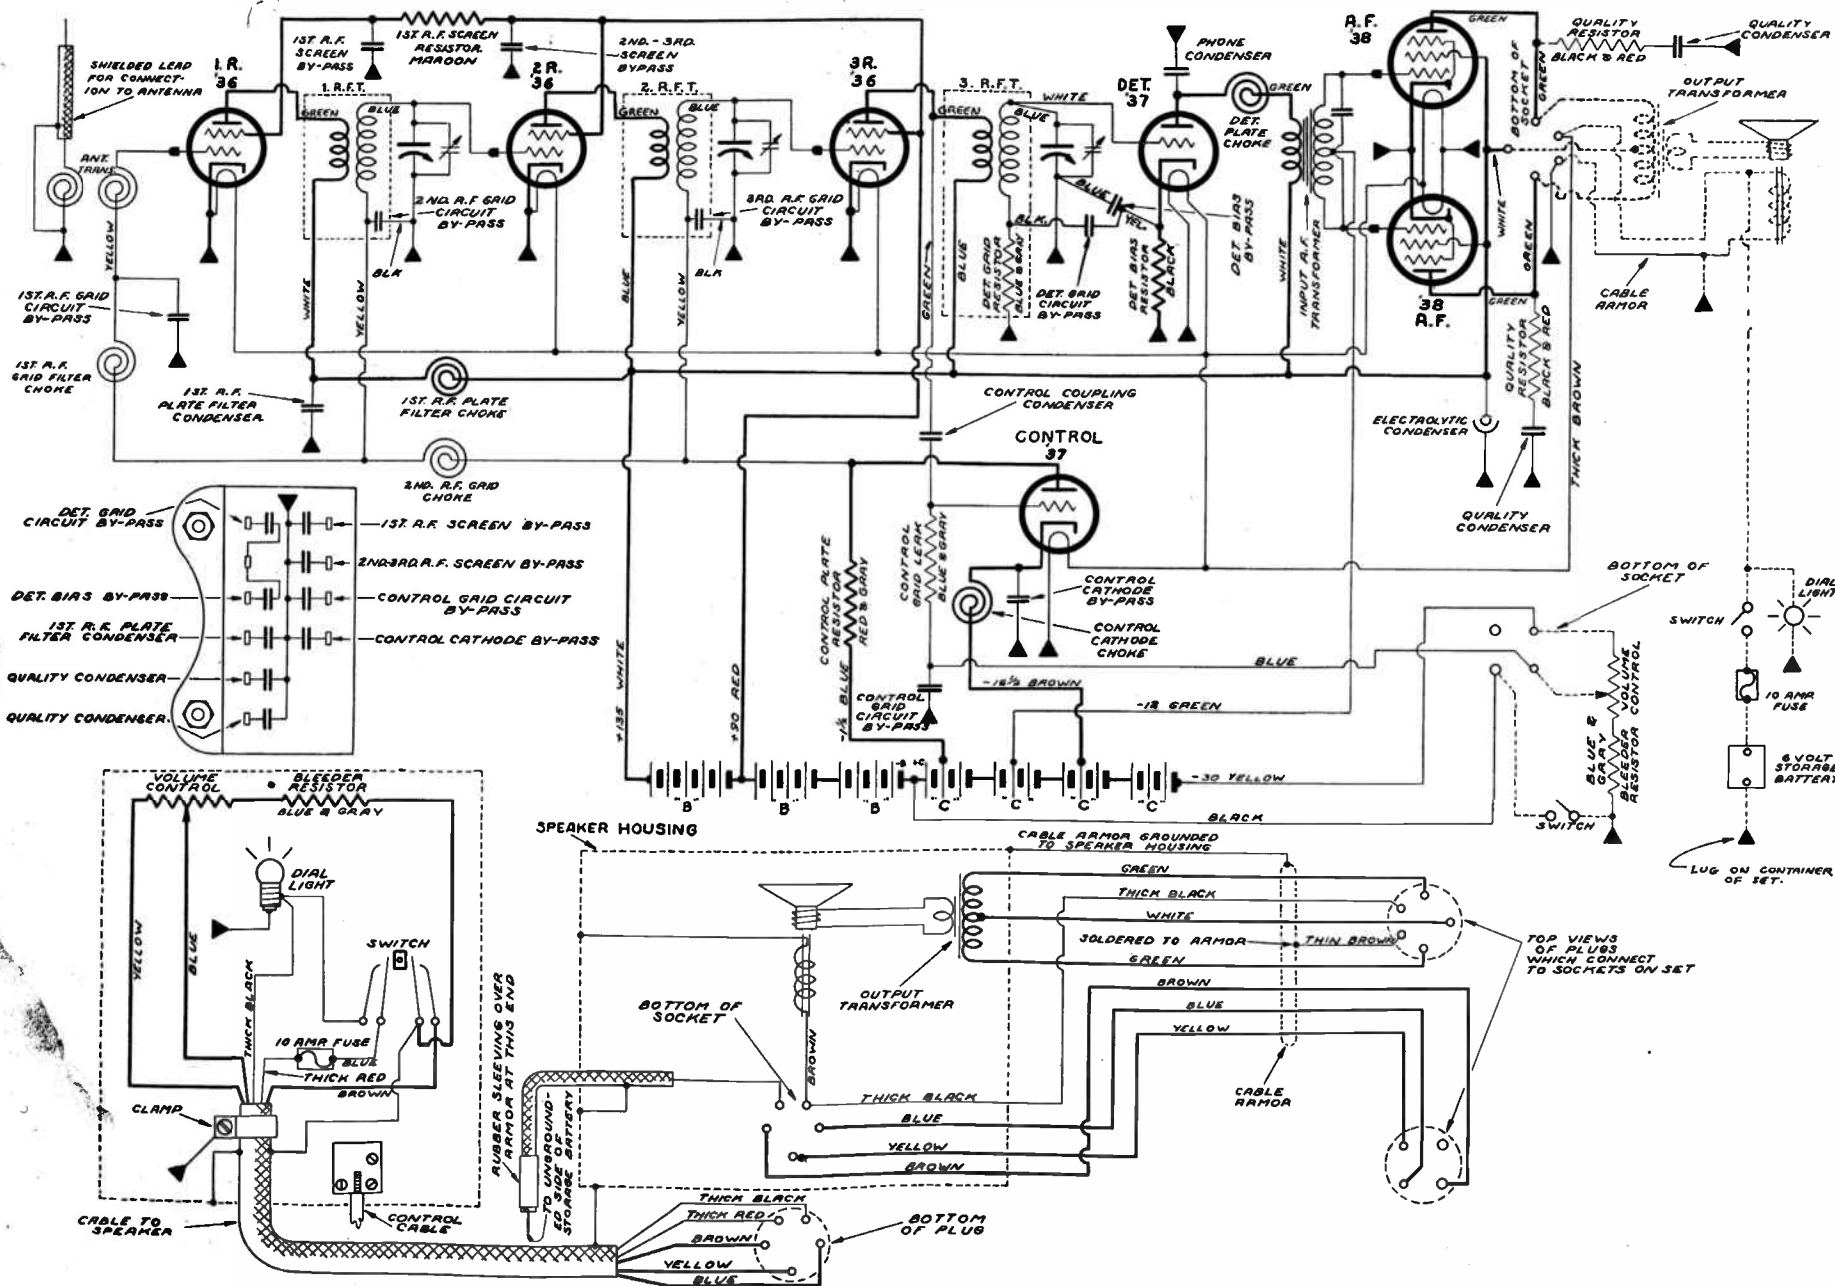 SHIELDED LEAD
FOR CONNECT-
ION TO ANTENNA
1.R.
'36
1ST. R.F.
SCREEN
BY-PASS
1ST. R.F. SCREEN
RESISTOR
MAROON
2ND.-3RD.
SCREEN
BYPASS
2R.
'36
3R.
'36
DET.
'37
PHONE
CONDENSER
A.F.
'38
GREEN
BOTTOM OF
SOCKET
GREEN
QUALITY
RESISTOR
BLACK & RED
QUALITY
CONDENSER
OUTPUT
TRANSFORMER
ANT.
TRANS.
1. R.F.T.
GREEN
BLUE
2. R.F.T.
GREEN
BLUE
3. R.F.T.
GREEN
BLUE
WHITE
GREEN
DET.
PLATE
CHOKE
YELLOW
2ND. R.F. GRID
CIRCUIT
BY-PASS
BLK
3RD. R.F. GRID
CIRCUIT
BY-PASS
BLK
BLUE
BLK.
YEL.
DET. BIAS
BY-PASS
DET. GRID
RESISTOR
BLUE & GRAY
DET. GRID
CIRCUIT
BY-PASS
DET BIAS
RESISTOR
BLACK
WHITE
INPUT A.F.
TRANSFORMER
WHITE
GREEN
CABLE
ARMOR
'38
A.F.
GREEN
1ST. R.F. GRID
CIRCUIT
BY-PASS
1ST. R.F.
GRID FILTER
CHOKE
WHITE
YELLOW
BLUE
YELLOW
GREEN
BLUE
1ST. R.F.
PLATE FILTER
CONDENSER
1ST. R.F. PLATE
FILTER CHOKE
2ND. R.F. GRID
CHOKE
CONTROL COUPLING
CONDENSER
CONTROL
'37
QUALITY
RESISTOR
BLACK & RED
THICK BROWN
ELECTROLYTIC
CONDENSER
QUALITY
CONDENSER
DET. GRID
CIRCUIT BY-PASS
1ST. R.F. SCREEN BY-PASS
2ND-3RD. R.F. SCREEN BY-PASS
DET. BIAS BY-PASS
CONTROL GRID CIRCUIT
BY-PASS
1ST. R.F. PLATE
FILTER CONDENSER
CONTROL CATHODE BY-PASS
QUALITY CONDENSER
QUALITY CONDENSER.
CONTROL PLATE
RESISTOR
RED & GRAY
CONTROL
GRID LEAK
BLUE & GRAY
CONTROL
CATHODE
BY-PASS
CONTROL
CATHODE
CHOKE
CONTROL
GRID
CIRCUIT
BY-PASS
BLUE
BOTTOM OF
SOCKET
SWITCH
DIAL
LIGHT
10 AMP
FUSE
6 VOLT
STORAGE
BATTERY
LUG ON CONTAINER
OF SET.
VOLUME
CONTROL
BLUE &
GRAY
BLEEDER
RESISTOR
SWITCH
+135 WHITE
+90 RED
-1½ BLUE
-16½ BROWN
-12 GREEN
-30 YELLOW
-B +C
"B"
"B"
"B"
"C"
"C"
"C"
"C"
BLACK
VOLUME
CONTROL
BLEEDER
RESISTOR
BLUE & GRAY
DIAL
LIGHT
SWITCH
YELLOW
BLUE
THICK BLACK
10 AMP FUSE
BLUE
THICK RED
BROWN
CLAMP
CABLE TO
SPEAKER
CONTROL
CABLE
SPEAKER HOUSING
CABLE ARMOR GROUNDED
TO SPEAKER HOUSING
GREEN
THICK BLACK
WHITE
SOLDERED TO ARMOR
THIN BROWN
GREEN
BROWN
BLUE
YELLOW
OUTPUT
TRANSFORMER
BOTTOM OF
SOCKET
BROWN
TOP VIEWS
OF PLUGS
WHICH CONNECT
TO SOCKETS ON SET
CABLE
ARMOR
THICK BLACK
BLUE
YELLOW
BROWN
RUBBER SLEEVING OVER
ARMOR AT THIS END
TO UNGROUND-
ED SIDE OF
STORAGE BATTERY
THICK BLACK
THICK RED
BROWN
YELLOW
BLUE
BOTTOM
OF PLUG